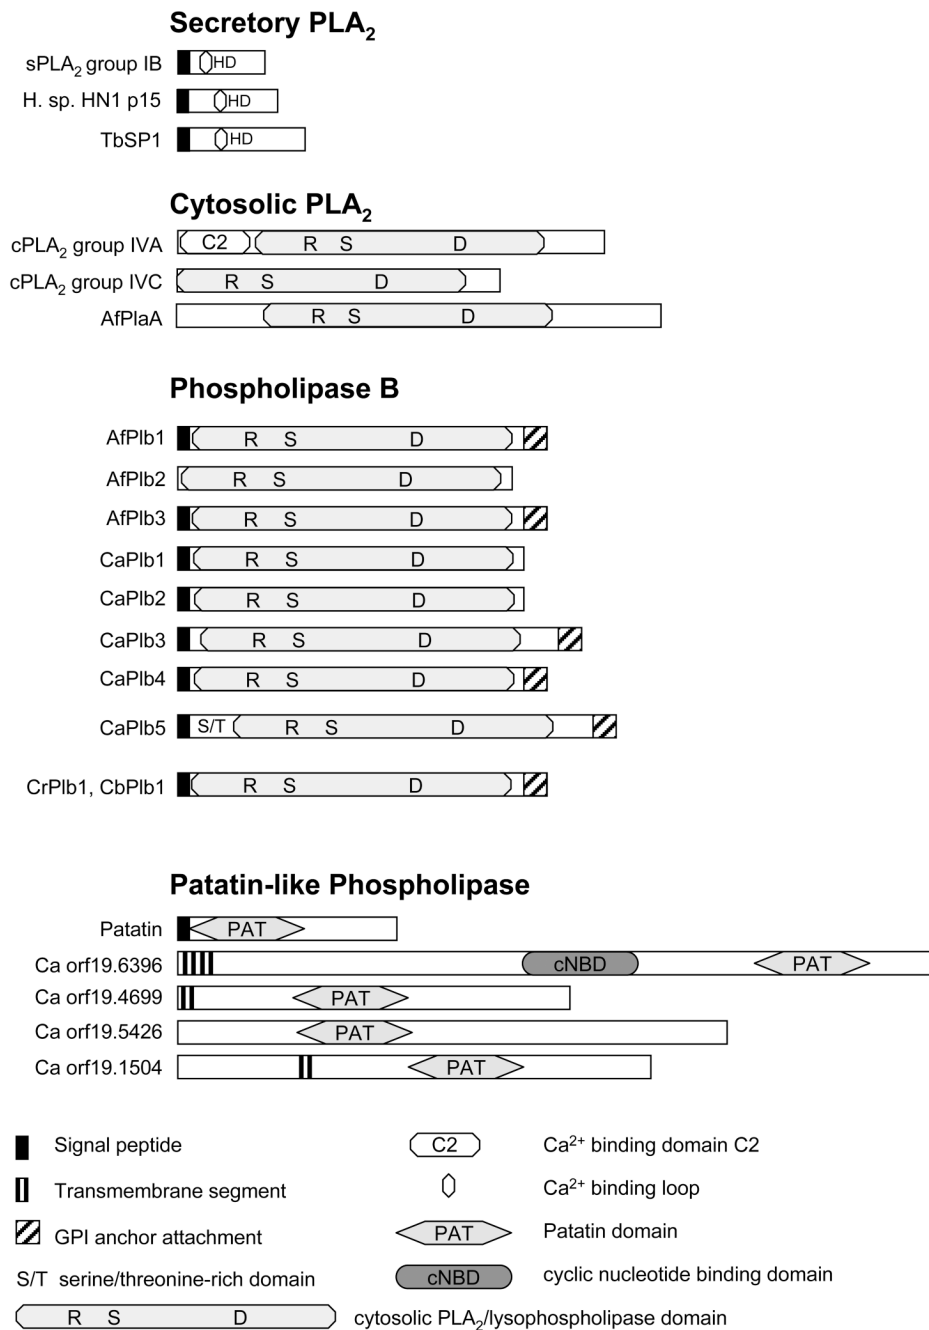 Secretory PLA₂
sPLA₂ group IB HD
H. sp. HN1 p15 HD
TbSP1 HD
Cytosolic PLA₂
cPLA₂ group IVA C2 R S D
cPLA₂ group IVC R S D
AfPlaA R S D
Phospholipase B
AfPlb1 R S D
AfPlb2 R S D
AfPlb3 R S D
CaPlb1 R S D
CaPlb2 R S D
CaPlb3 R S D
CaPlb4 R S D
CaPlb5 S/T R S D
CrPlb1, CbPlb1 R S D
Patatin-like Phospholipase
Patatin PAT
Ca orf19.6396 cNBD PAT
Ca orf19.4699 PAT
Ca orf19.5426 PAT
Ca orf19.1504 PAT
Signal peptide C2 Ca²⁺ binding domain C2
Transmembrane segment Ca²⁺ binding loop
GPI anchor attachment PAT Patatin domain
S/T serine/threonine-rich domain cNBD cyclic nucleotide binding domain
R S D cytosolic PLA₂/lysophospholipase domain